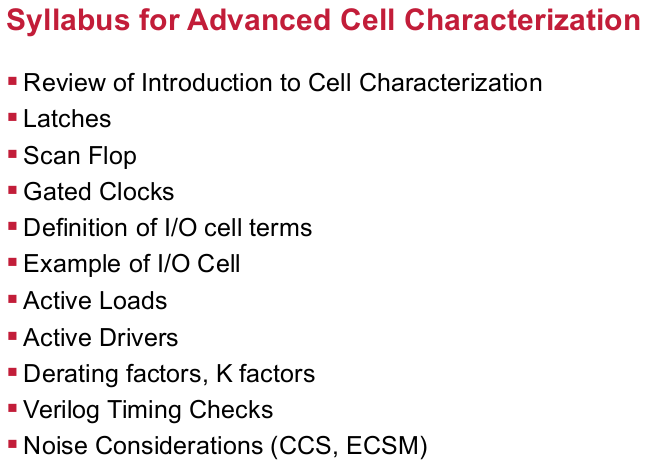 Syllabus for Advanced Cell Characterization
▪ Review of Introduction to Cell Characterization
▪ Latches
▪ Scan Flop
▪ Gated Clocks
▪ Definition of I/O cell terms
▪ Example of I/O Cell
▪ Active Loads
▪ Active Drivers
▪ Derating factors, K factors
▪ Verilog Timing Checks
▪ Noise Considerations (CCS, ECSM)